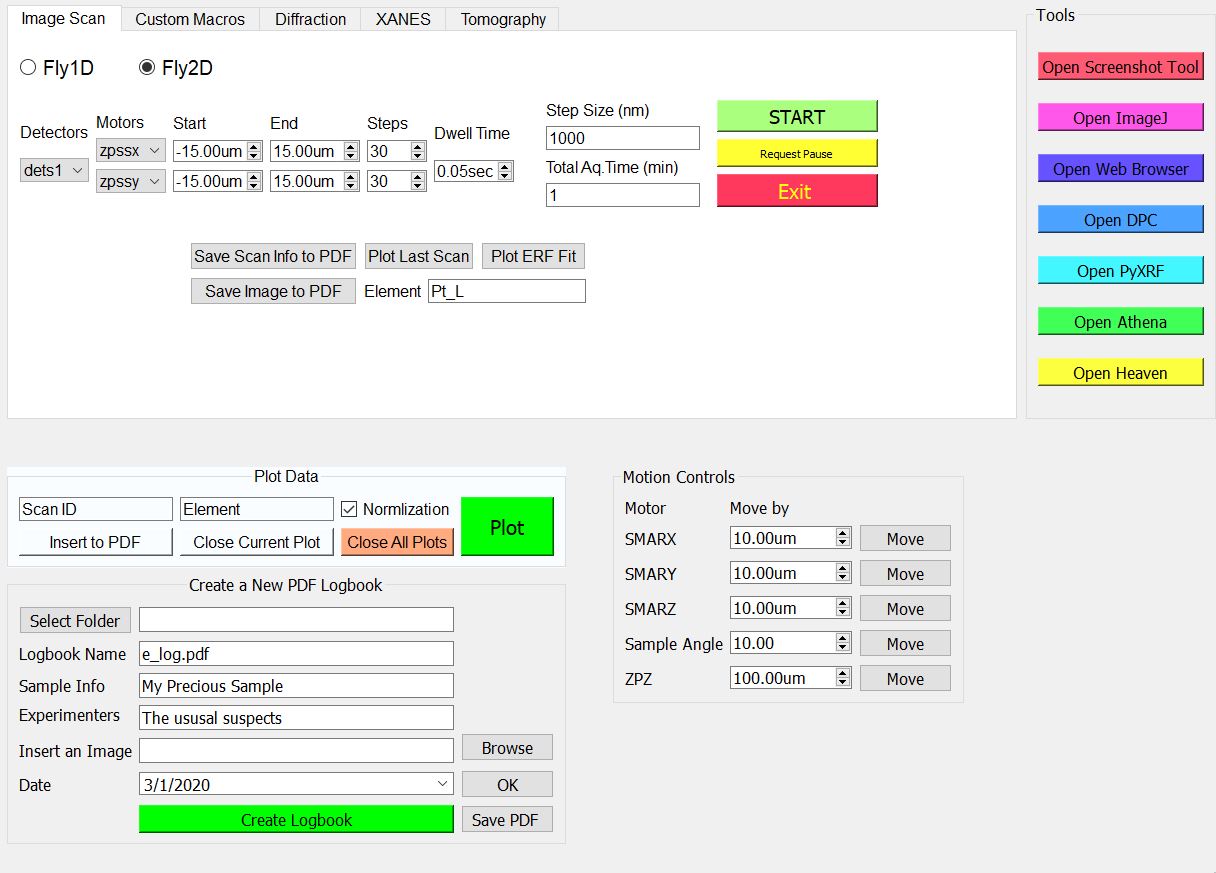 Image Scan Custom Macros Diffraction XANES Tomography
Fly1D Fly2D
Detectors Motors Start End Steps Dwell Time Step Size (nm) START
dets1 zpssx -15.00um 15.00um 30 0.05sec 1000 Request Pause
Total Aq.Time (min)
zpssy -15.00um 15.00um 30 1 Exit
Save Scan Info to PDF Plot Last Scan Plot ERF Fit
Save Image to PDF Element Pt_L
Tools
Open Screenshot Tool
Open ImageJ
Open Web Browser
Open DPC
Open PyXRF
Open Athena
Open Heaven
Plot Data
Scan ID Element Normlization Plot
Insert to PDF Close Current Plot Close All Plots
Create a New PDF Logbook
Select Folder
Logbook Name e_log.pdf
Sample Info My Precious Sample
Experimenters The ususal suspects
Insert an Image Browse
Date 3/1/2020 OK
Create Logbook Save PDF
Motion Controls
Motor Move by
SMARX 10.00um Move
SMARY 10.00um Move
SMARZ 10.00um Move
Sample Angle 10.00 Move
ZPZ 100.00um Move